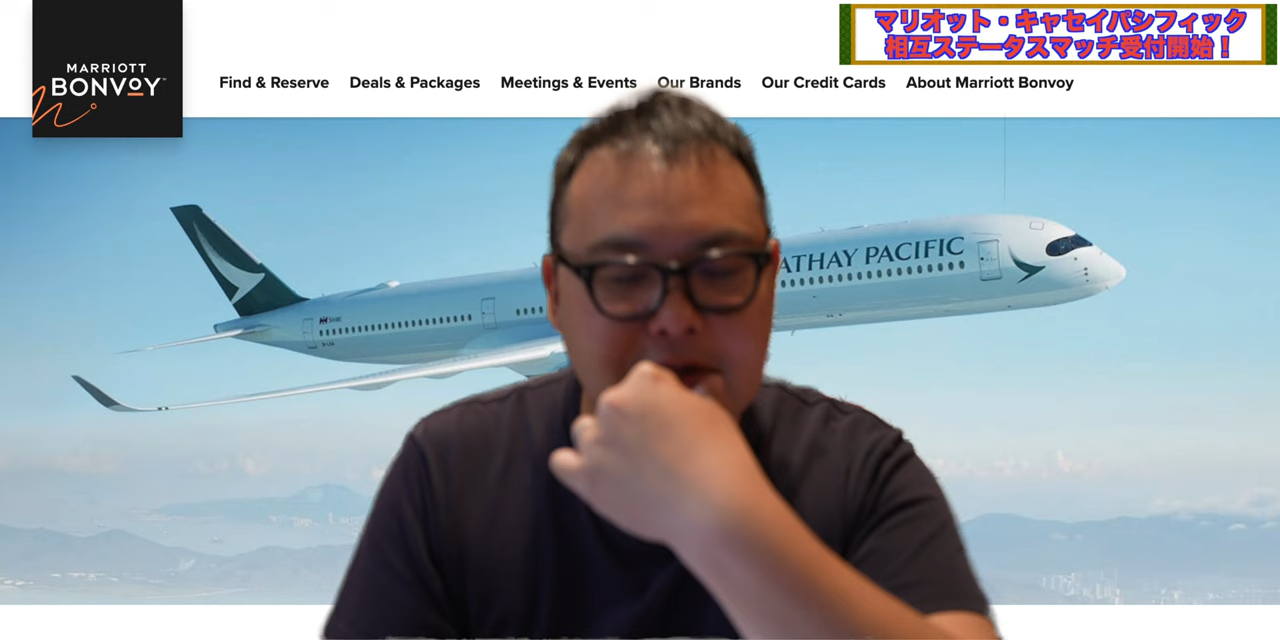 マリオット・キャセイパシフィック
相互ステータスマッチ受付開始！
MARRIOTT
BONVOY
Find & Reserve
Deals & Packages
Meetings & Events
Our Brands
Our Credit Cards
About Marriott Bonvoy
ATHAY PACIFIC